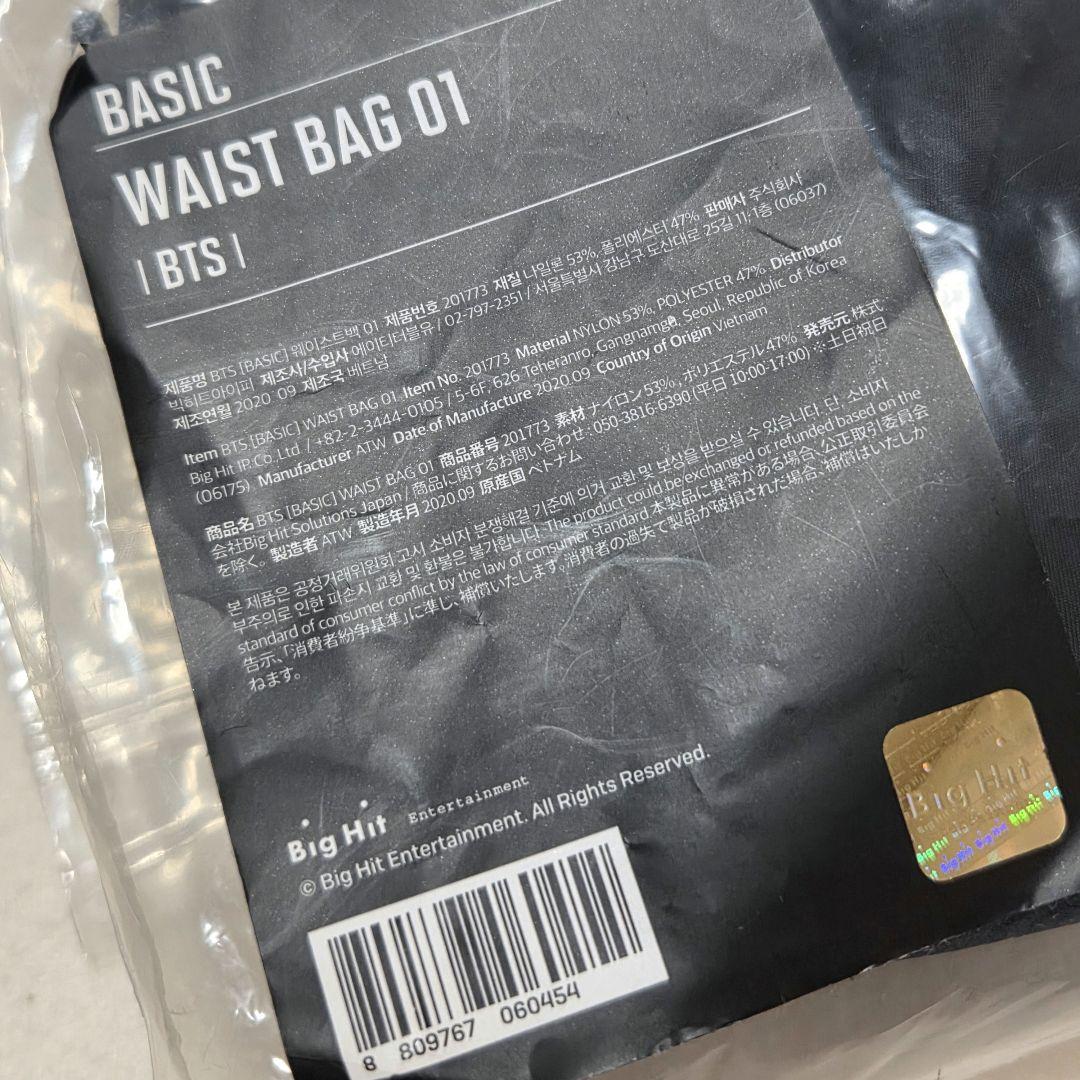 BASIC
WAIST BAG 01
| BTS |
제품명 BTS [BASIC] 웨이스트백 01 제품번호 201773 재질 나일론 53%, 폴리에스터 47% 판매사 주식회사
빅히트아이피 제조사/수입사 에이티더블유 / 02-797-2351 / 서울특별시 강남구 도산대로 25길 11-1층 (06037)
제조연월 2020. 09 제조국 베트남
Item BTS [BASIC] WAIST BAG 01 Item No. 201773 Material NYLON 53%, POLYESTER 47% Distributor
Big Hit IP.Co.Ltd. / +82-2-3444-0105 / 5-6F, 626 Teheranro, Gangnamgu, Seoul, Republic of Korea
(06175) Manufacturer ATW Date of Manufacture 2020.09 Country of Origin Vietnam
商品名 BTS [BASIC] WAIST BAG 01 商品番号 201773 素材 ナイロン 53%, ポリエステル 47% 発売元 株式
会社Big Hit Solutions Japan / 商品に関するお問い合わせ : 050-3816-6390 (平日 10:00-17:00) ※土日祝日
を除く。 製造者 ATW 製造年月 2020.09 原産国 ベトナム
본 제품은 공정거래위원회 고시 소비자 분쟁해결 기준에 의거 교환 및 보상을 받으실 수 있습니다. 단, 소비자
부주의로 인한 파손지 교환 및 환불은 불가합니다. The product could be exchanged or refunded based on the
standard of consumer conflict by the law of consumer standard 本製品に異常がある場合、公正取引委員会
告示、「消費者紛争基準」に準じ、補償いたします。消費者の過失で製品が破損された場合、補償はいたしか
ねます。
Big Hit Entertainment
© Big Hit Entertainment. All Rights Reserved.
Big Hit
8 809767 060454